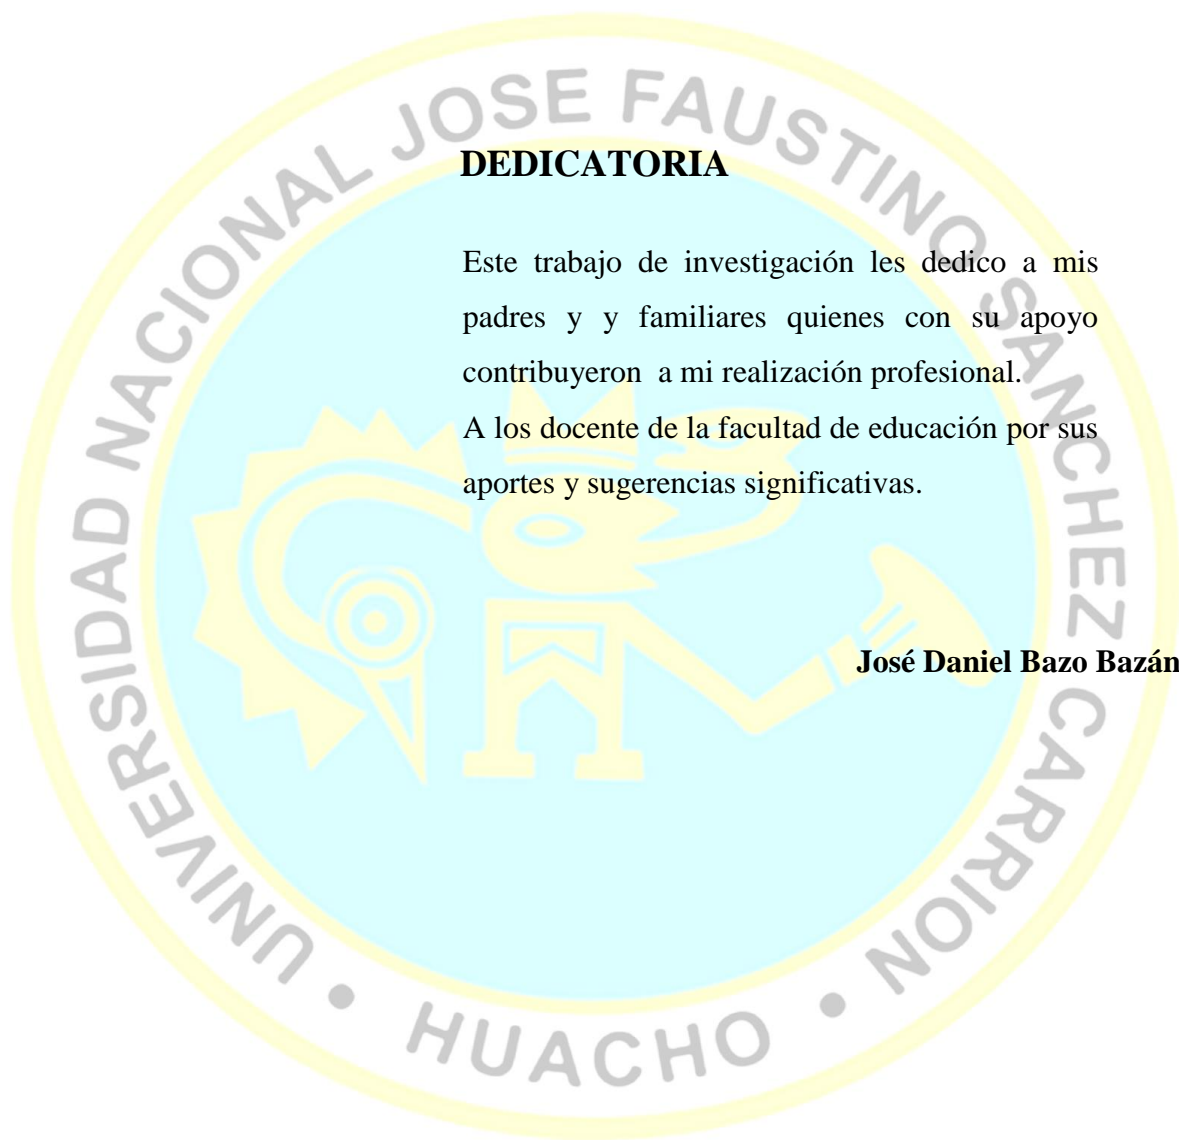 UNIVERSIDAD NACIONAL JOSE FAUSTINO SANCHEZ CARRION
• HUACHO •
DEDICATORIA
Este trabajo de investigación les dedico a mis
padres y y familiares quienes con su apoyo
contribuyeron a mi realización profesional.
A los docente de la facultad de educación por sus
aportes y sugerencias significativas.
José Daniel Bazo Bazán